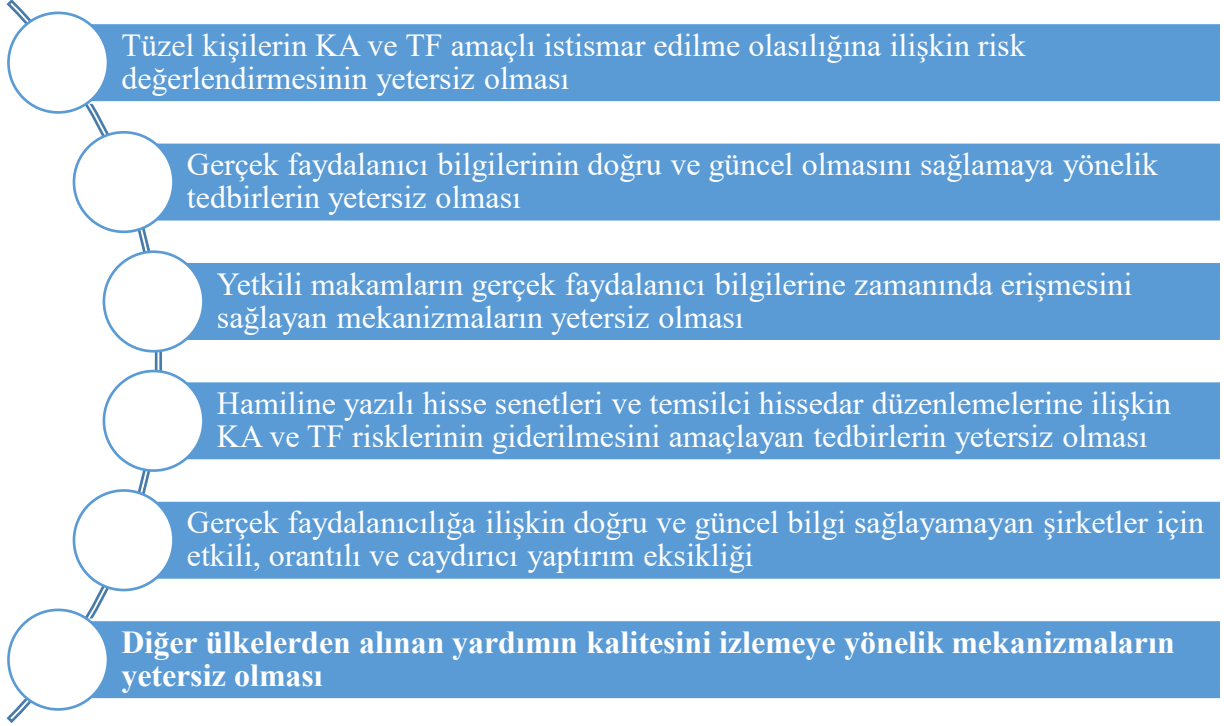 Tüzel kişilerin KA ve TF amaçlı istismar edilme olasılığına ilişkin risk
değerlendirmesinin yetersiz olması
Gerçek faydalanıcı bilgilerinin doğru ve güncel olmasını sağlamaya yönelik
tedbirlerin yetersiz olması
Yetkili makamların gerçek faydalanıcı bilgilerine zamanında erişmesini
sağlayan mekanizmaların yetersiz olması
Hamiline yazılı hisse senetleri ve temsilci hissedar düzenlemelerine ilişkin
KA ve TF risklerinin giderilmesini amaçlayan tedbirlerin yetersiz olması
Gerçek faydalanıcılığa ilişkin doğru ve güncel bilgi sağlayamayan şirketler için
etkili, orantılı ve caydırıcı yaptırım eksikliği
Diğer ülkelerden alınan yardımın kalitesini izlemeye yönelik mekanizmaların
yetersiz olması